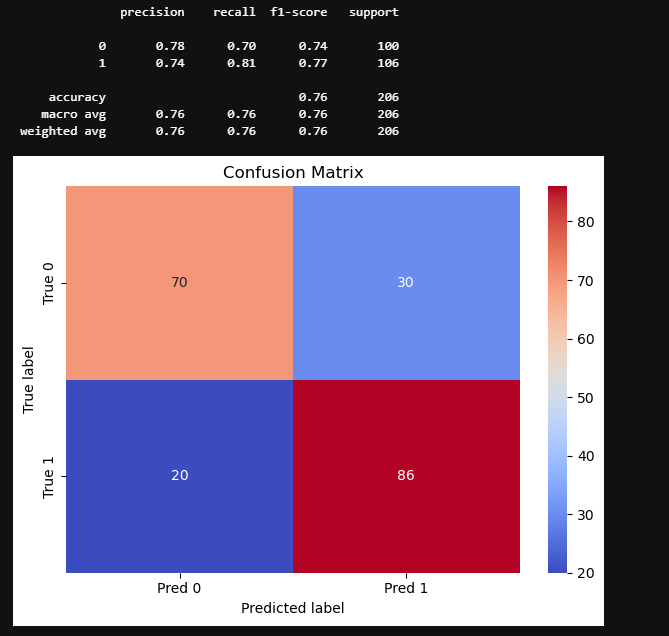 precision recall f1-score support
0 0.78 0.70 0.74 100
1 0.74 0.81 0.77 106
accuracy 0.76 206
macro avg 0.76 0.76 0.76 206
weighted avg 0.76 0.76 0.76 206
Confusion Matrix
True label
True 0
True 1
70 30
20 86
Pred 0 Pred 1
Predicted label
80
70
60
50
40
30
20